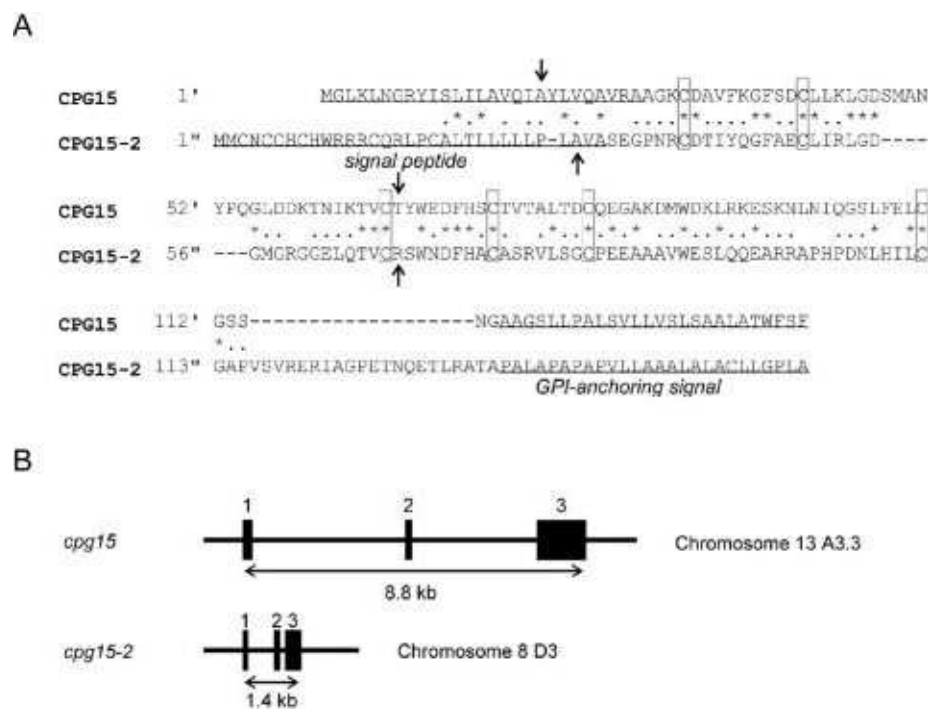 A
CPG15 1' MGLKLNGRYISLILAVQIAYLVQAVRAAGKCDAVFKGFSDCLLKLGDSMAN
CPG15-2 1" MMCNCCHCHWRRRCQRLPCALTLLLLLP-LAVASEGPNRCDTIYQGFAECLIRLGD----
signal peptide
CPG15 52' YPQGLDDKTNIKTVCTYWEDFHSCTVTALTDCQEGAKDMWDKLRKESKNLNIQGSLFELC
CPG15-2 56" ---GMGRGGELQTVCRSWNDFHACASRVLSGCPEEAAAVWESLQQEARRAPHPDNLHILC
CPG15 112' GSS------------------NGAAGSLLPALSVLLVSLSAALATWFSF
*..
CPG15-2 113" GAPVSVRERIAGPETNQETLRATAPALPAPAPVLLAAALALACLLGPLA
GPI-anchoring signal
B
1 2 3
cpg15 Chromosome 13 A3.3
8.8 kb
1 2 3
cpg15-2 Chromosome 8 D3
1.4 kb